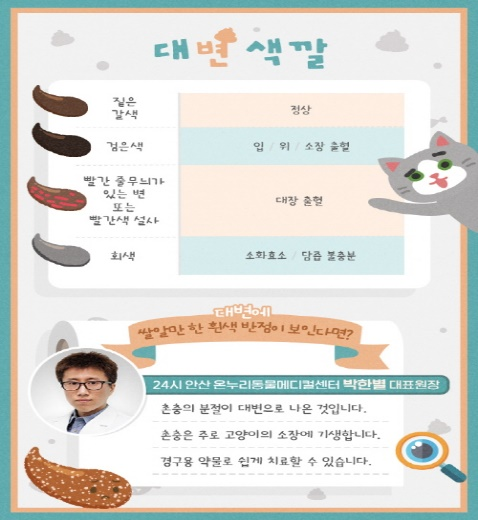 대변 색깔
짙은
갈색
정상
검은색
입 / 위 / 소장 출혈
빨간 줄무늬가
있는 변
또는
빨간색 설사
대장 출혈
회색
소화효소 / 담즙 불충분
대변에
쌀알만 한 흰색 반점이 보인다면?
24시 안산 온누리동물메디컬센터 박한별 대표원장
촌충의 분절이 대변으로 나온 것입니다.
촌충은 주로 고양이의 소장에 기생합니다.
경구용 약물로 쉽게 치료할 수 있습니다.